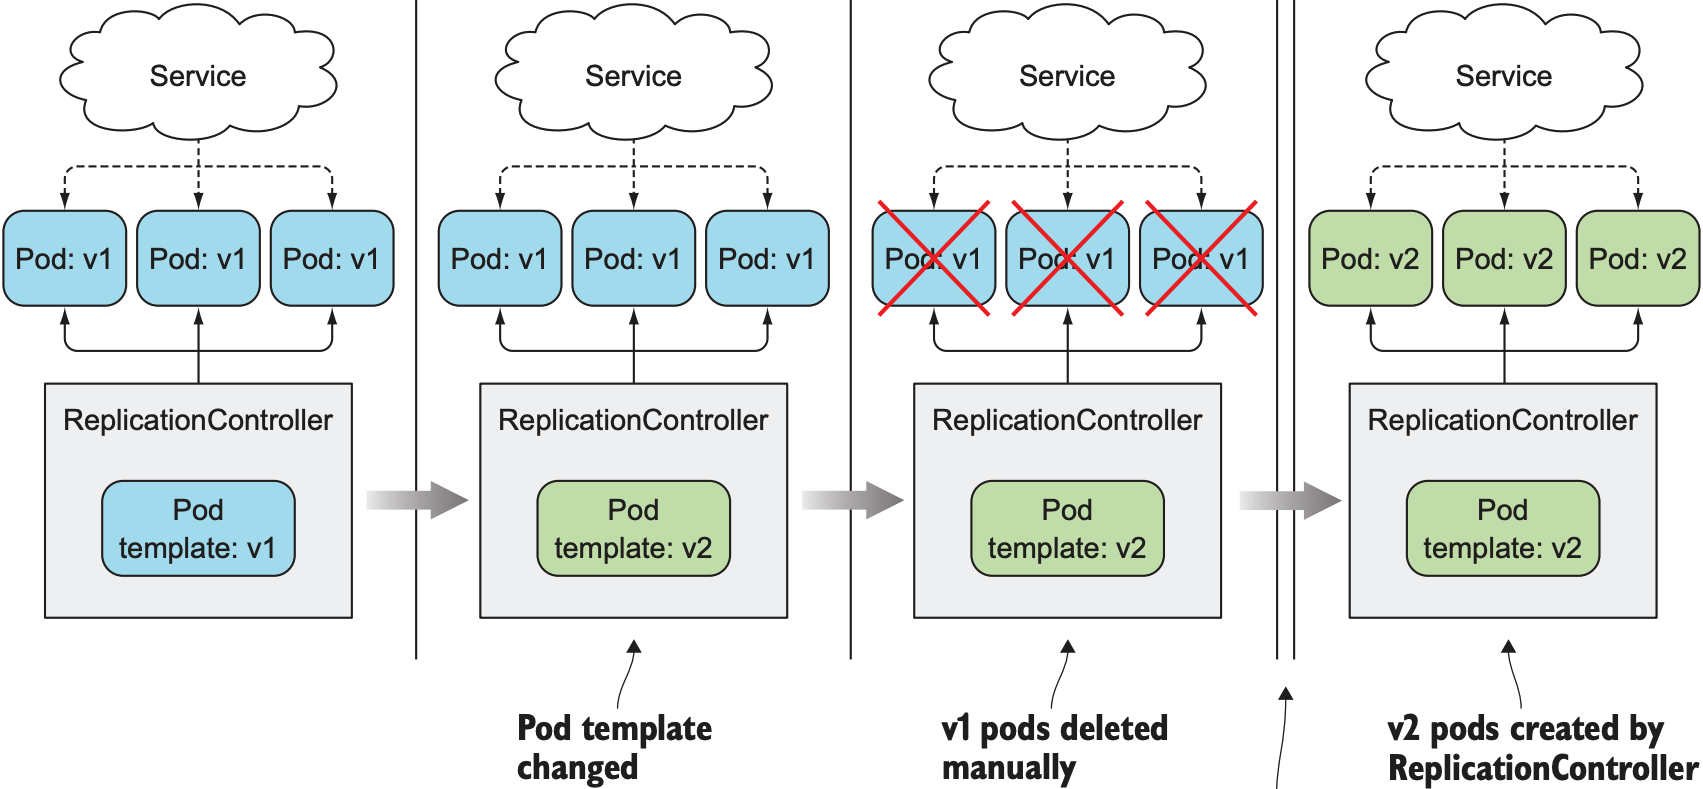 Service
Service
Service
Service
Pod: v1
Pod: v1
Pod: v1
Pod: v1
Pod: v1
Pod: v1
Pod: v1
Pod: v1
Pod: v1
Pod: v2
Pod: v2
Pod: v2
ReplicationController
ReplicationController
ReplicationController
ReplicationController
Pod
template: v1
Pod
template: v2
Pod
template: v2
Pod
template: v2
Pod template
changed
v1 pods deleted
manually
v2 pods created by
ReplicationController